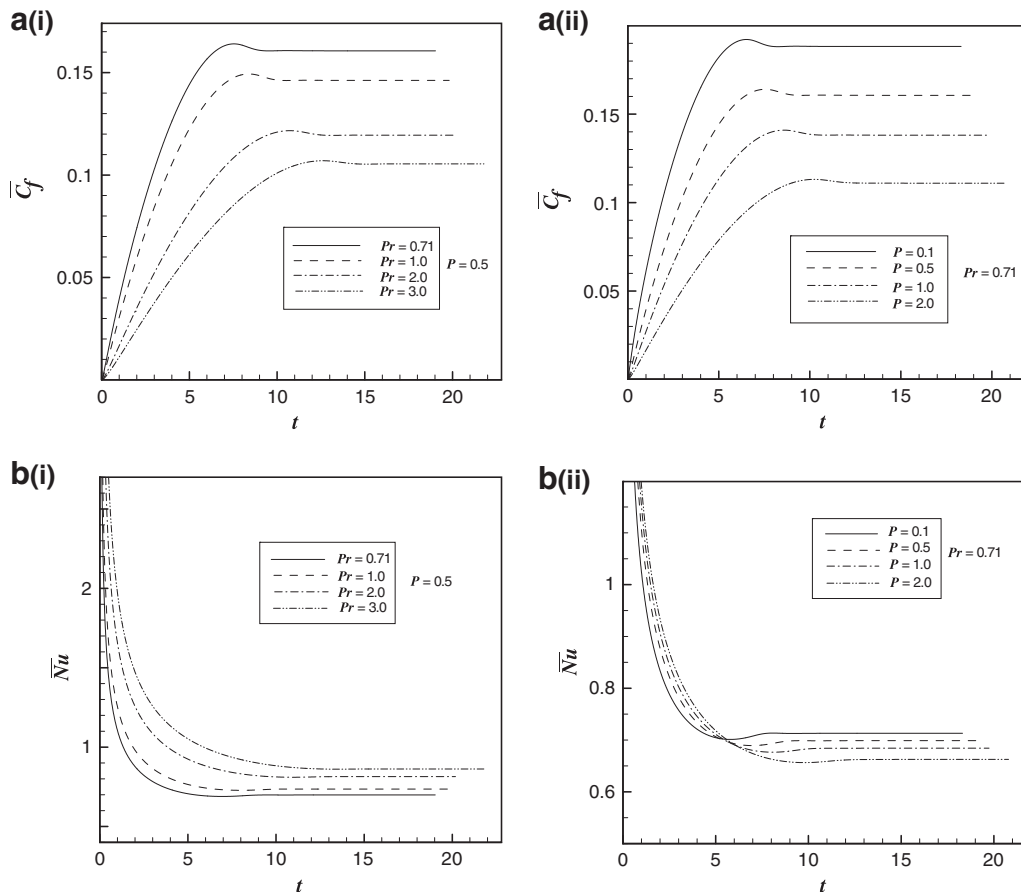 a(i)
0.15
0.1
0.05
C̅f
Pr = 0.71
Pr = 1.0
Pr = 2.0
Pr = 3.0
P = 0.5
0 5 10 15 20
t
a(ii)
0.15
0.1
0.05
C̅f
P = 0.1
P = 0.5
P = 1.0
P = 2.0
Pr = 0.71
0 5 10 15 20
t
b(i)
2
1
N̅u̅
Pr = 0.71
Pr = 1.0
Pr = 2.0
Pr = 3.0
P = 0.5
0 5 10 15 20
t
b(ii)
1
0.8
0.6
N̅u̅
P = 0.1
P = 0.5
P = 1.0
P = 2.0
Pr = 0.71
0 5 10 15 20
t